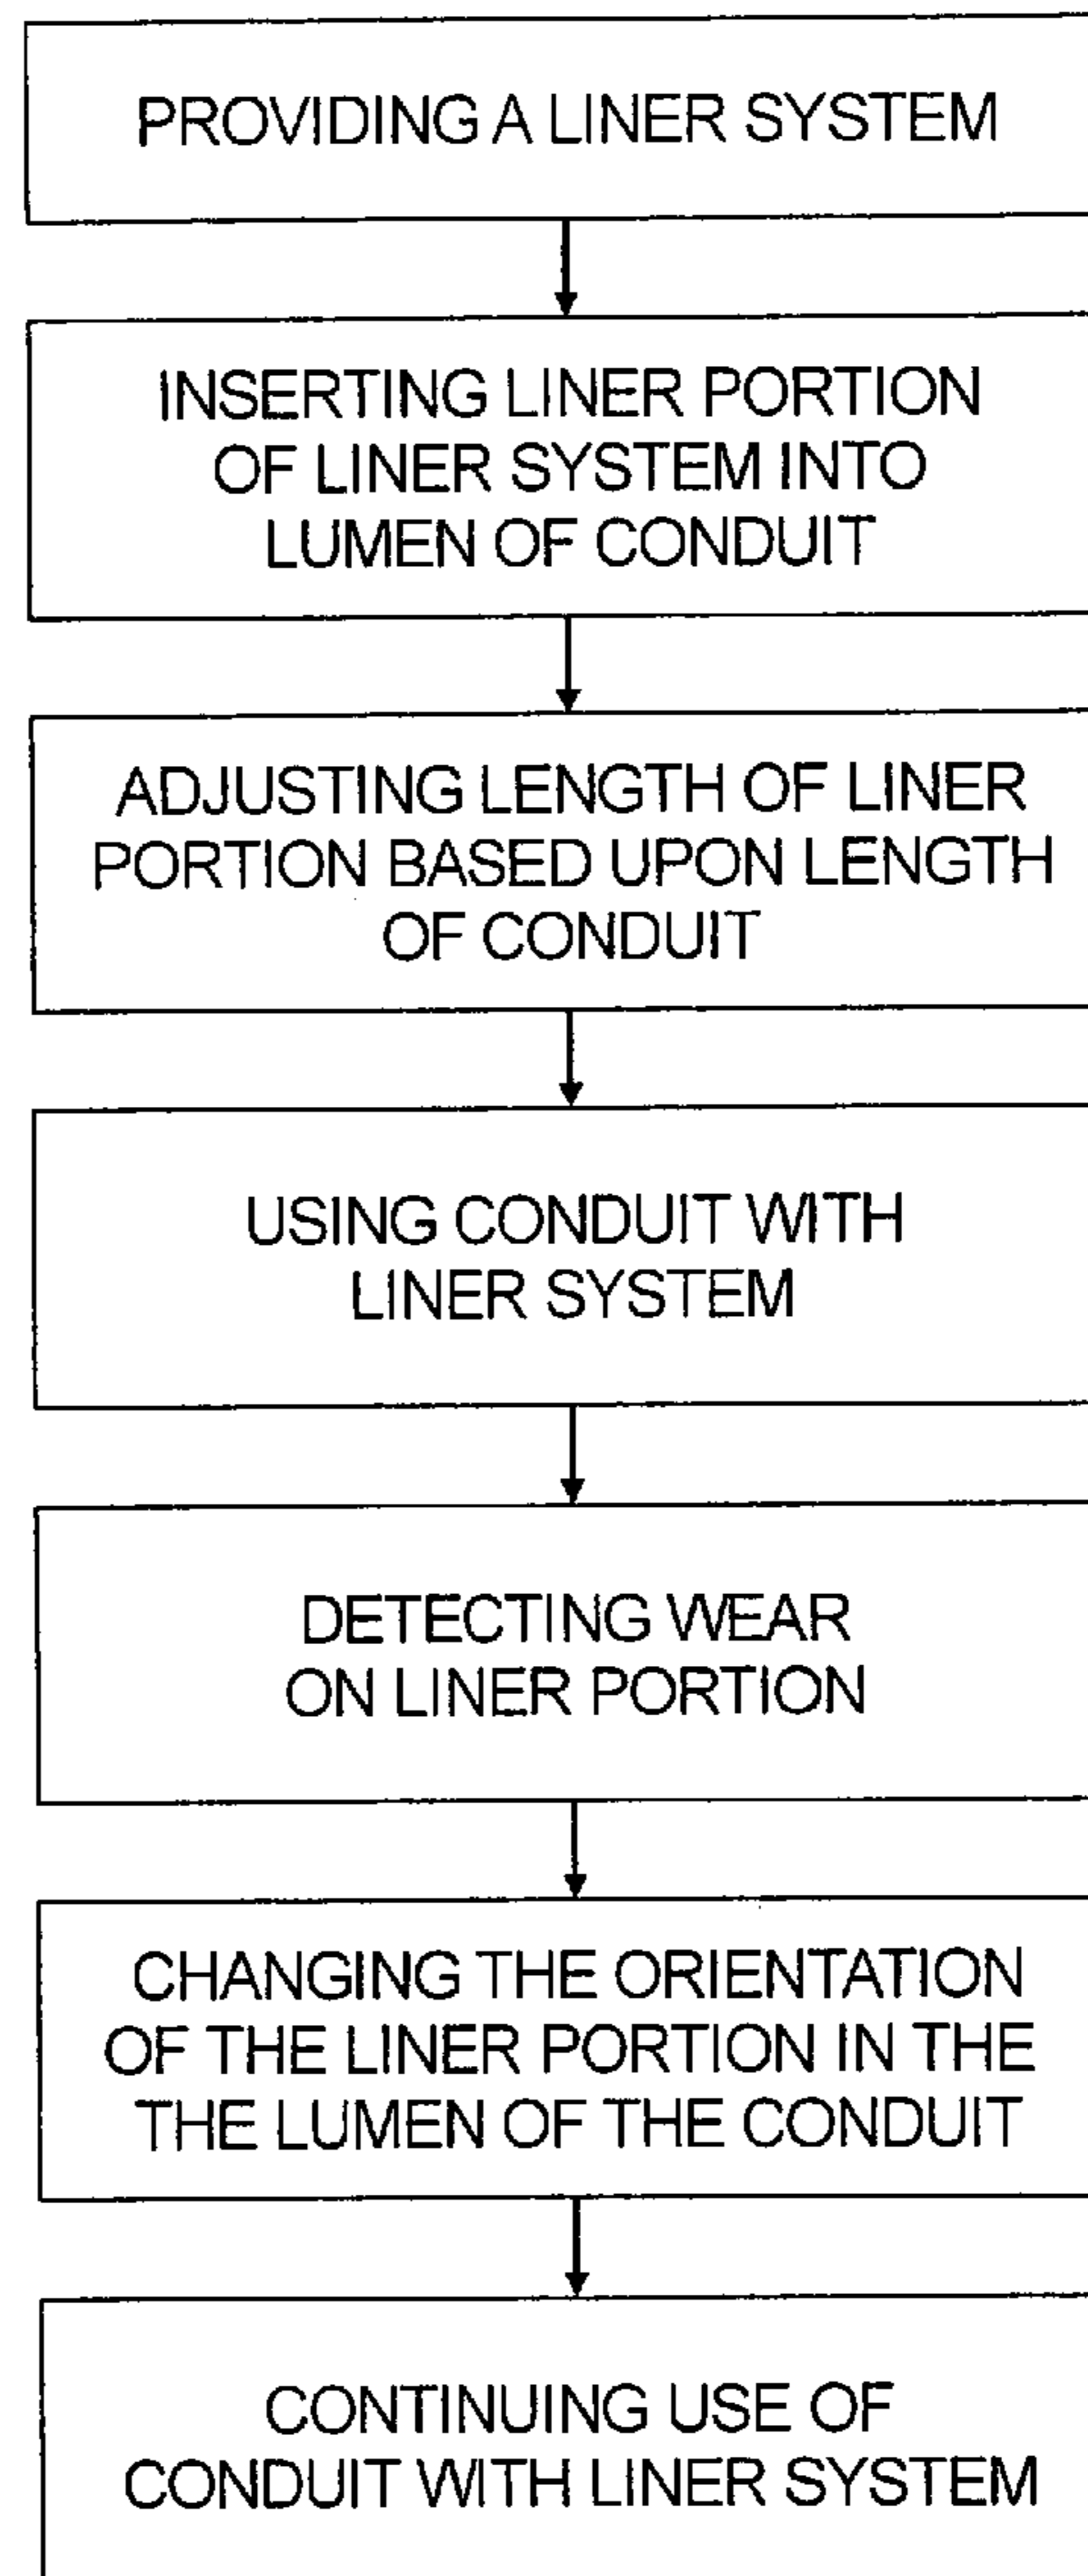 PROVIDING A LINER SYSTEM
INSERTING LINER PORTION
OF LINER SYSTEM INTO
LUMEN OF CONDUIT
ADJUSTING LENGTH OF LINER
PORTION BASED UPON LENGTH
OF CONDUIT
USING CONDUIT WITH
LINER SYSTEM
DETECTING WEAR
ON LINER PORTION
CHANGING THE ORIENTATION
OF THE LINER PORTION IN THE
THE LUMEN OF THE CONDUIT
CONTINUING USE OF
CONDUIT WITH LINER SYSTEM